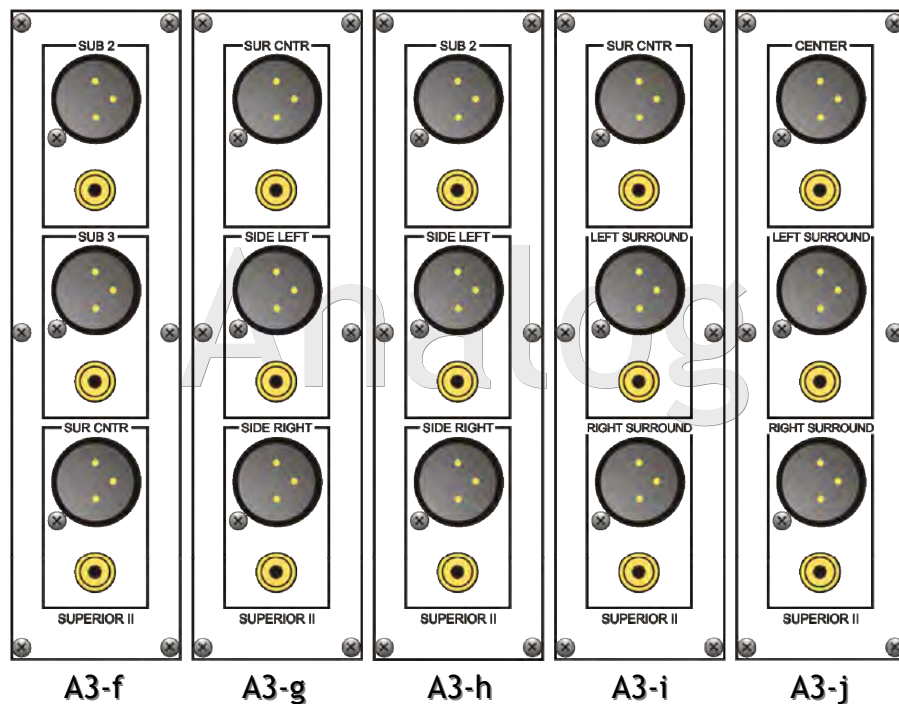 SUB 2
SUB 3
SUR CNTR
SUPERIOR II
A3-f
SUR CNTR
SIDE LEFT
SIDE RIGHT
SUPERIOR II
A3-g
SUB 2
SIDE LEFT
SIDE RIGHT
SUPERIOR II
A3-h
SUR CNTR
LEFT SURROUND
RIGHT SURROUND
SUPERIOR II
A3-i
CENTER
LEFT SURROUND
RIGHT SURROUND
SUPERIOR II
A3-j
Analog